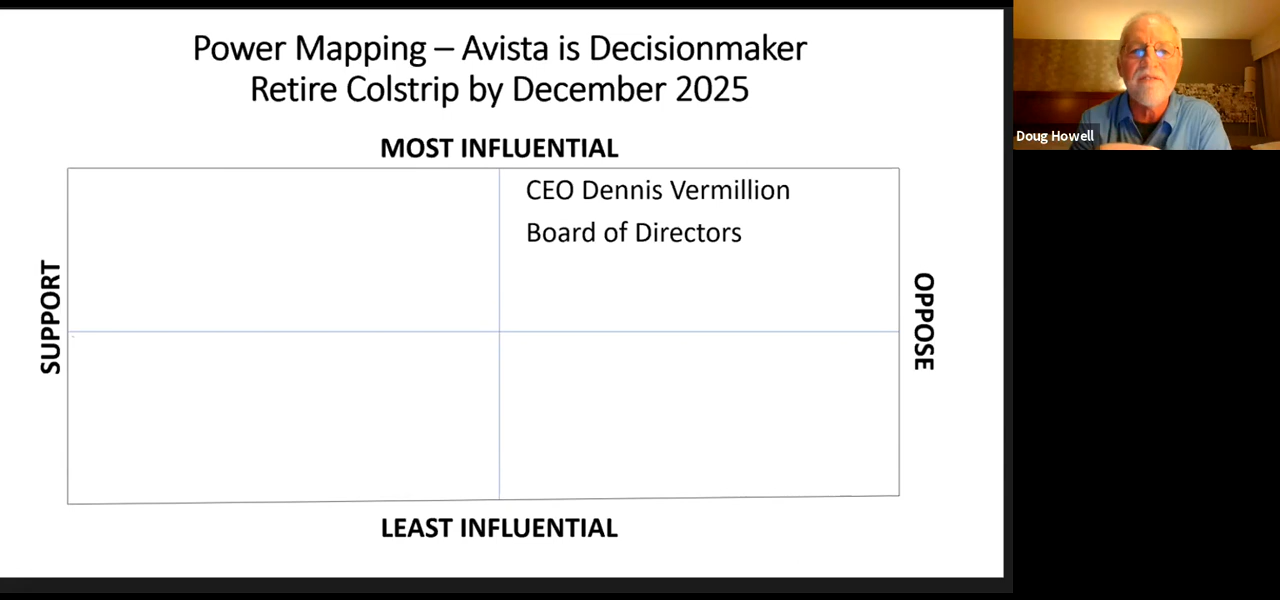 Power Mapping – Avista is Decisionmaker
Retire Colstrip by December 2025
MOST INFLUENTIAL
CEO Dennis Vermillion
Board of Directors
SUPPORT
OPPOSE
LEAST INFLUENTIAL
Doug Howell